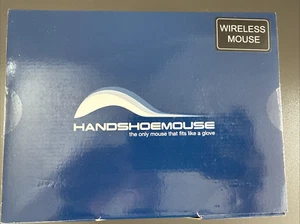 WIRELESS
MOUSE
HANDSHOEMOUSE
the only mouse that fits like a glove